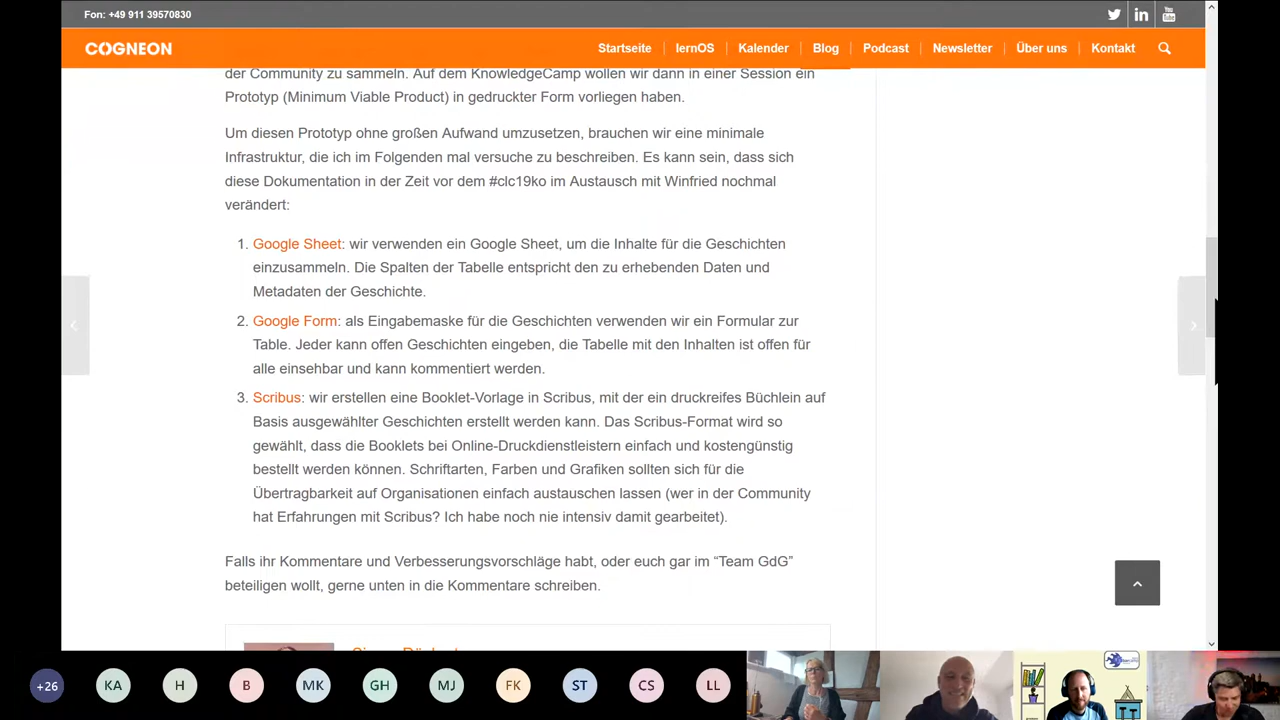 Fon: +49 911 39570830
COGNEON
Startseite
lernOS
Kalender
Blog
Podcast
Newsletter
Über uns
Kontakt
der Community zu sammeln. Auf dem KnowledgeCamp wollen wir dann in einer Session ein
Prototyp (Minimum Viable Product) in gedruckter Form vorliegen haben.
Um diesen Prototyp ohne großen Aufwand umzusetzen, brauchen wir eine minimale
Infrastruktur, die ich im Folgenden mal versuche zu beschreiben. Es kann sein, dass sich
diese Dokumentation in der Zeit vor dem #clc19ko im Austausch mit Winfried nochmal
verändert:
1. Google Sheet: wir verwenden ein Google Sheet, um die Inhalte für die Geschichten
einzusammeln. Die Spalten der Tabelle entspricht den zu erhebenden Daten und
Metadaten der Geschichte.
2. Google Form: als Eingabemaske für die Geschichten verwenden wir ein Formular zur
Table. Jeder kann offen Geschichten eingeben, die Tabelle mit den Inhalten ist offen für
alle einsehbar und kann kommentiert werden.
3. Scribus: wir erstellen eine Booklet-Vorlage in Scribus, mit der ein druckreifes Büchlein auf
Basis ausgewählter Geschichten erstellt werden kann. Das Scribus-Format wird so
gewählt, dass die Booklets bei Online-Druckdienstleistern einfach und kostengünstig
bestellt werden können. Schriftarten, Farben und Grafiken sollten sich für die
Übertragbarkeit auf Organisationen einfach austauschen lassen (wer in der Community
hat Erfahrungen mit Scribus? Ich habe noch nie intensiv damit gearbeitet).
Falls ihr Kommentare und Verbesserungsvorschläge habt, oder euch gar im “Team GdG”
beteiligen wollt, gerne unten in die Kommentare schreiben.
+26
KA
H
B
MK
GH
MJ
FK
ST
CS
LL